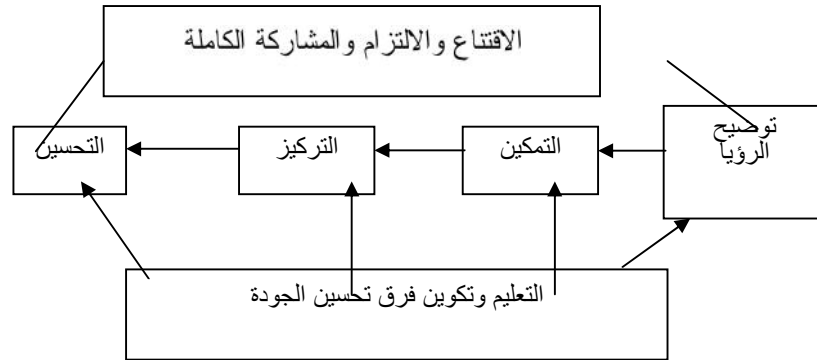 الاقتناع والالتزام والمشاركة الكاملة
توضيح
الرؤيا
التمكين
التركيز
التحسين
التعليم وتكوين فرق تحسين الجودة